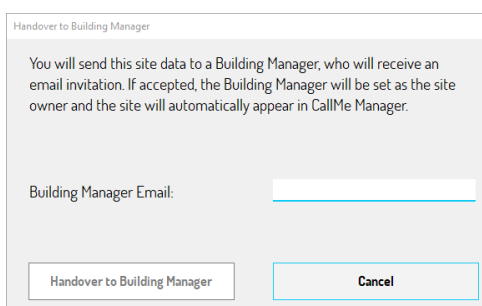 Handover to Building Manager
You will send this site data to a Building Manager, who will receive an
email invitation. If accepted, the Building Manager will be set as the site
owner and the site will automatically appear in CallMe Manager.
Building Manager Email:
Handover to Building Manager Cancel